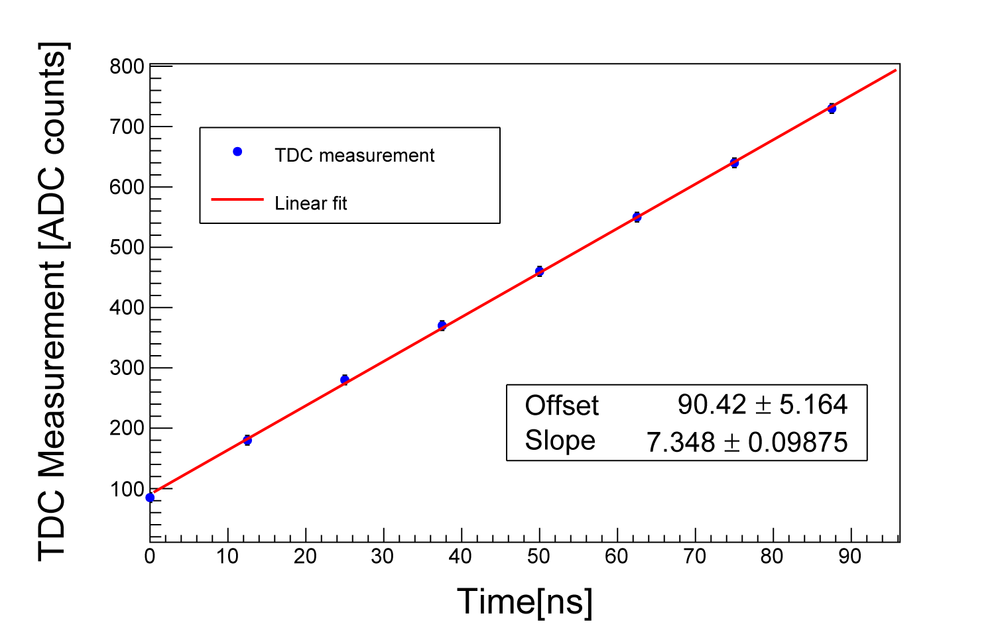 TDC Measurement [ADC counts]
800
700
600
500
400
300
200
100
TDC measurement
Linear fit
Offset 90.42 ± 5.164
Slope 7.348 ± 0.09875
0 10 20 30 40 50 60 70 80 90
Time[ns]